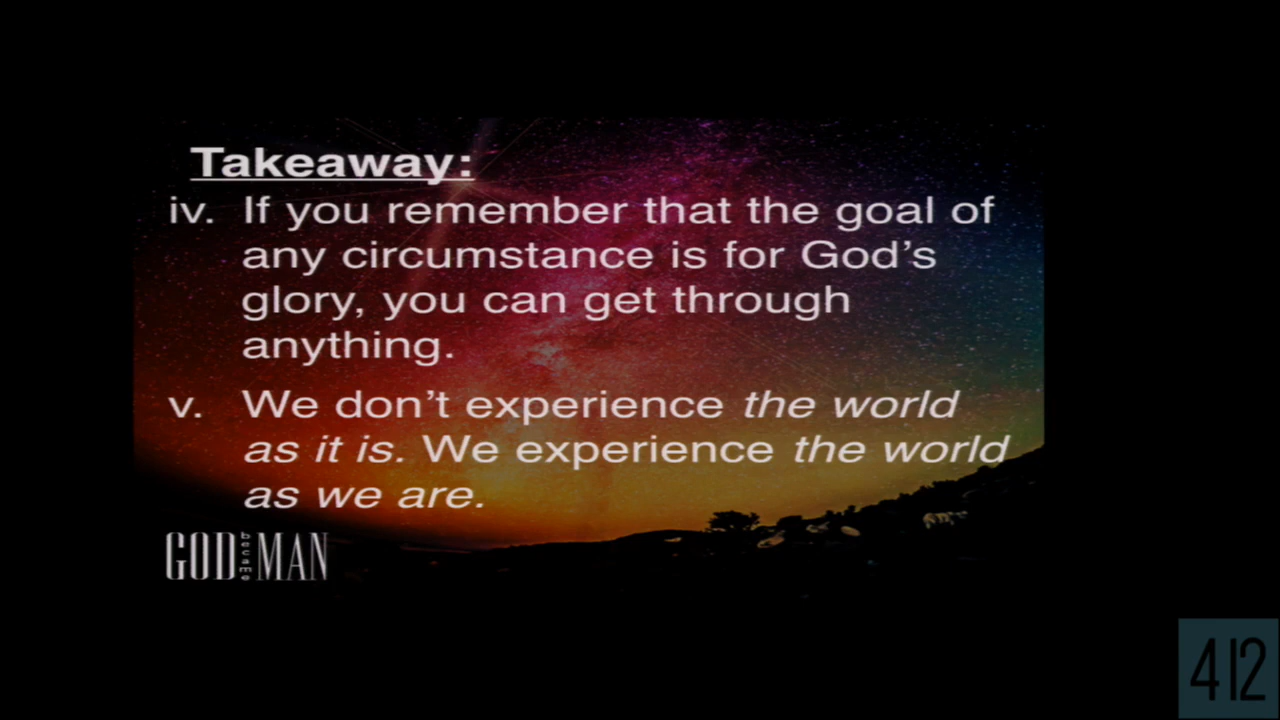 Takeaway:
iv. If you remember that the goal of
any circumstance is for God's
glory, you can get through
anything.
v. We don't experience the world
as it is. We experience the world
as we are.
GOD became MAN
412